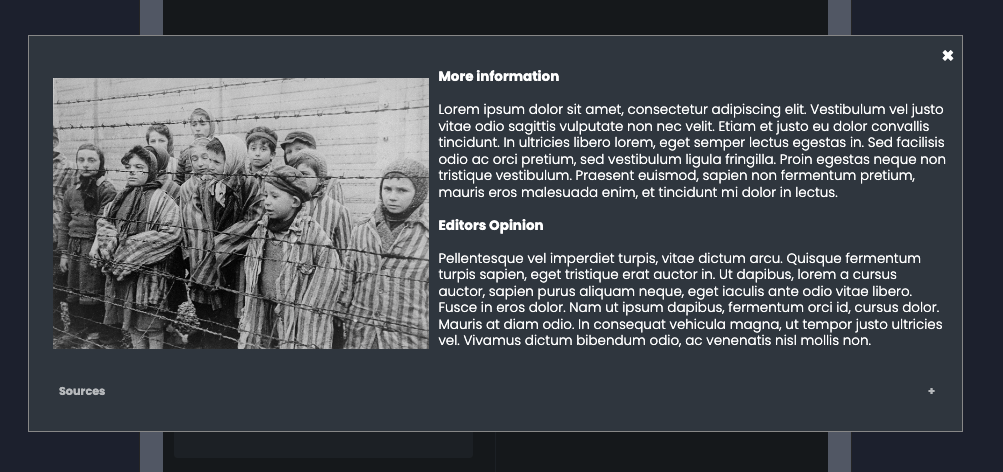 ✖
More information
Lorem ipsum dolor sit amet, consectetur adipiscing elit. Vestibulum vel justo
vitae odio sagittis vulputate non nec velit. Etiam et justo eu dolor convallis
tincidunt. In ultricies libero lorem, eget semper lectus egestas in. Sed facilisis
odio ac orci pretium, sed vestibulum ligula fringilla. Proin egestas neque non
tristique vestibulum. Praesent euismod, sapien non fermentum pretium,
mauris eros malesuada enim, et tincidunt mi dolor in lectus.
Editors Opinion
Pellentesque vel imperdiet turpis, vitae dictum arcu. Quisque fermentum
turpis sapien, eget tristique erat auctor in. Ut dapibus, lorem a cursus
auctor, sapien purus aliquam neque, eget iaculis ante odio vitae libero.
Fusce in eros dolor. Nam ut ipsum dapibus, fermentum orci id, cursus dolor.
Mauris at diam odio. In consequat vehicula magna, ut tempor justo ultricies
vel. Vivamus dictum bibendum odio, ac venenatis nisl mollis non.
Sources +